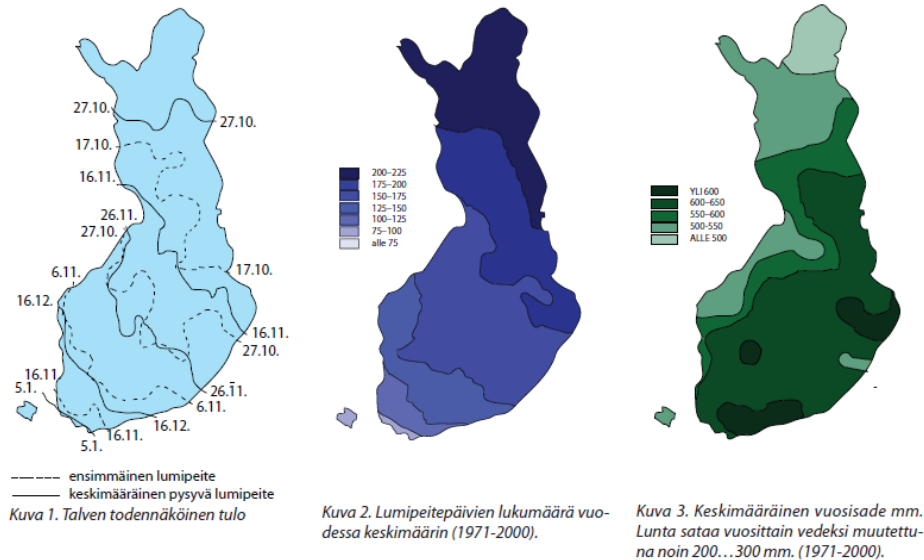 27.10.
27.10.
17.10.
16.11.
26.11.
27.10.
6.11.
17.10.
16.12.
16.11.
27.10.
16.11
5.1.
26.11.
6.11.
16.12.
16.11.
5.1.
ensimmäinen lumipeite
keskimääräinen pysyvä lumipeite
Kuva 1. Talven todennäköinen tulo
200–225
175–200
150–175
125–150
100–125
75–100
alle 75
Kuva 2. Lumipeitepäivien lukumäärä vuo-
dessa keskimäärin (1971-2000).
YLI 600
600–650
550–600
500-550
ALLE 500
Kuva 3. Keskimääräinen vuosisade mm.
Lunta sataa vuosittain vedeksi muutettu-
na noin 200...300 mm. (1971-2000).